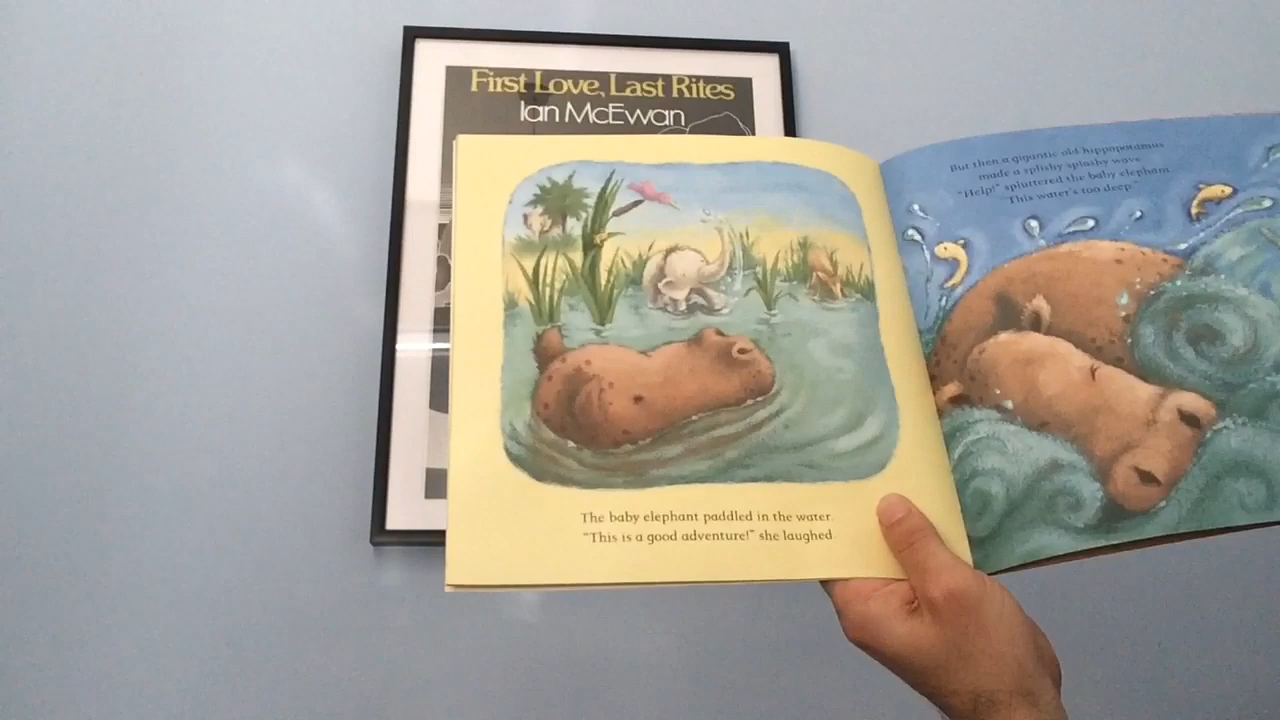 First Love, Last Rites
Ian McEwan
The baby elephant paddled in the water.
“This is a good adventure!” she laughed.
But then a gigantic old hippopotamus
made a splishy splashy wave.
“Help!” spluttered the baby elephant.
“This water's too deep.”